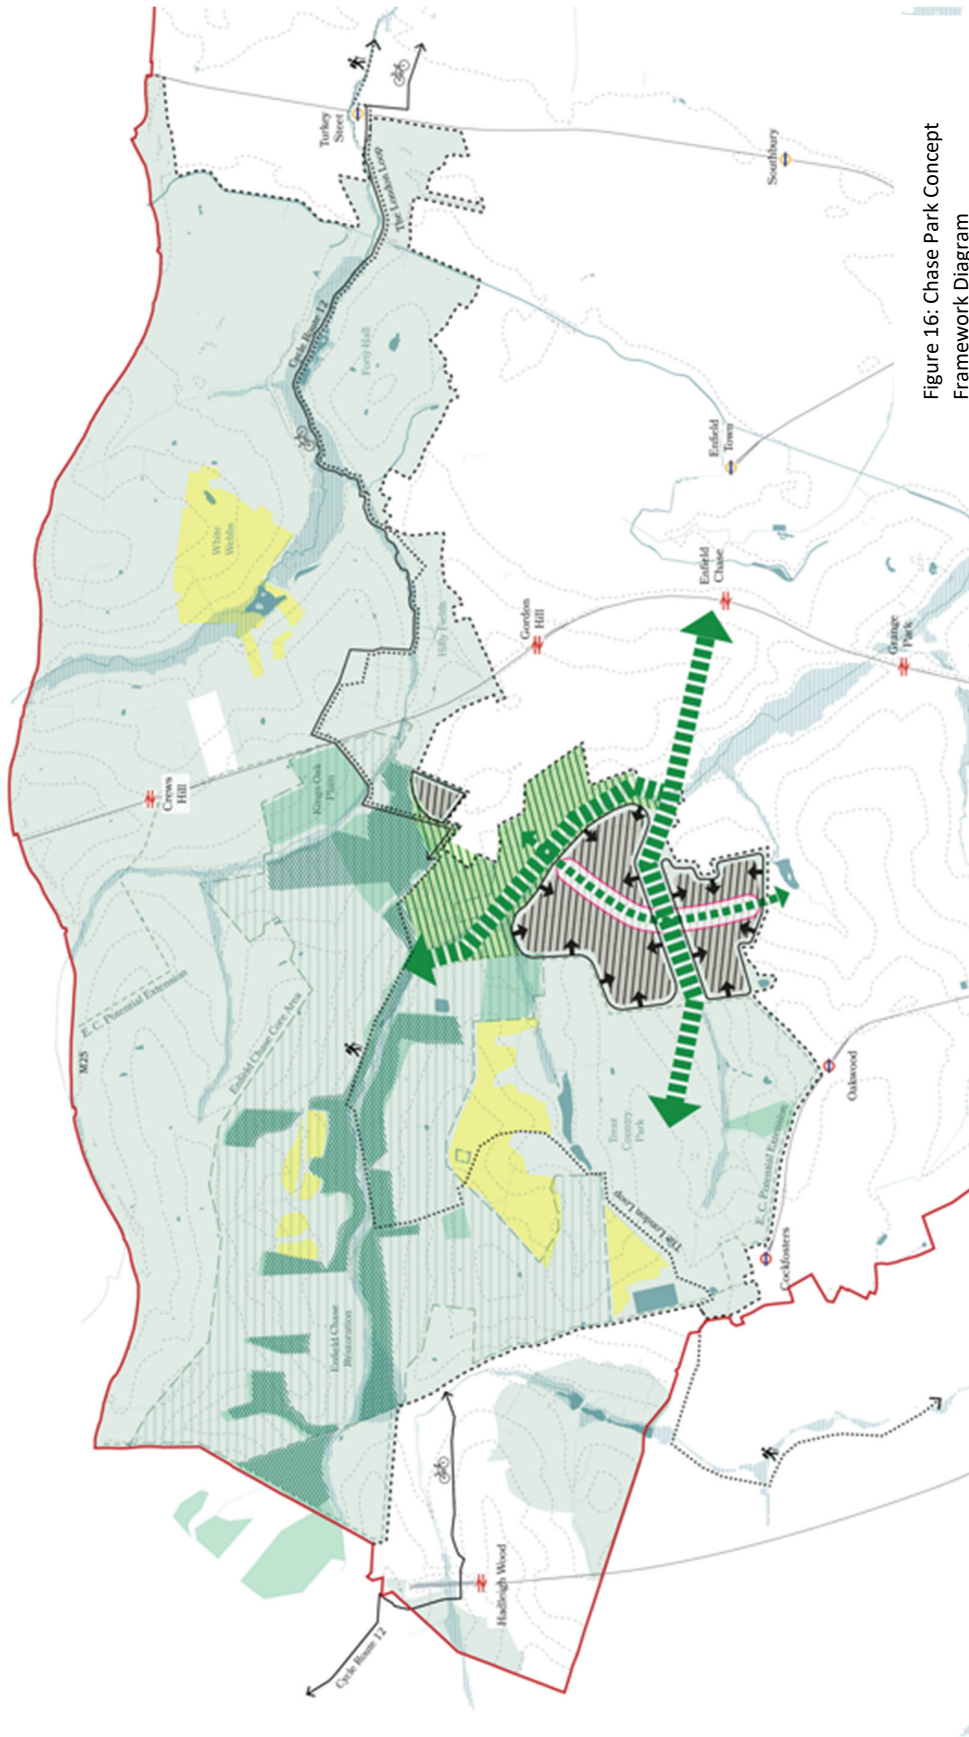 Turkey
Steet
The London Loop
Southbury
Cycle Route 12
Forty Hall
White
Webbs
Enfield
Town
Enfield
Chase
Gordon
Hill
Grange
Park
Hilly Fields
Crews
Hill
Kings Oak
Plain
E. C. Potential Extension
M25
Enfield Chase Core Area
Trent
Country
Park
Oakwood
E. C. Potential Extension
The London Loop
Cockfosters
Enfield Chase
Restoration
Hadleigh Wood
Cycle Route 12
Figure 16: Chase Park Concept
Framework Diagram